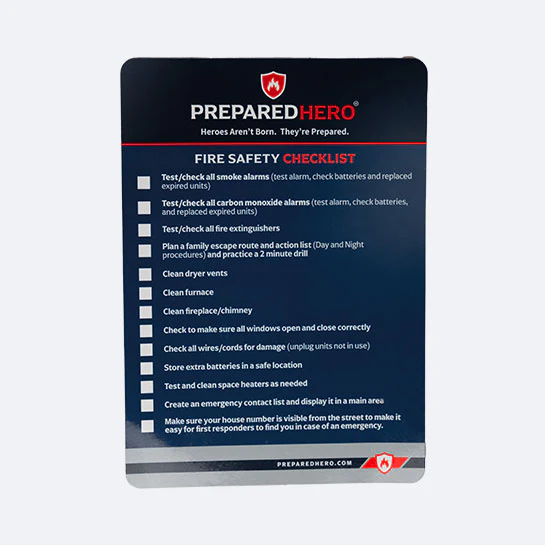 PREPAREDHERO®
Heroes Aren't Born. They're Prepared.
FIRE SAFETY CHECKLIST
Test/check all smoke alarms (test alarm, check batteries and replaced
expired units)
Test/check all carbon monoxide alarms (test alarm, check batteries,
and replaced expired units)
Test/check all fire extinguishers
Plan a family escape route and action list (Day and Night
procedures) and practice a 2 minute drill
Clean dryer vents
Clean furnace
Clean fireplace/chimney
Check to make sure all windows open and close correctly
Check all wires/cords for damage (unplug units not in use)
Store extra batteries in a safe location
Test and clean space heaters as needed
Create an emergency contact list and display it in a main area
Make sure your house number is visible from the street to make it
easy for first responders to find you in case of an emergency.
PREPAREDHERO.COM